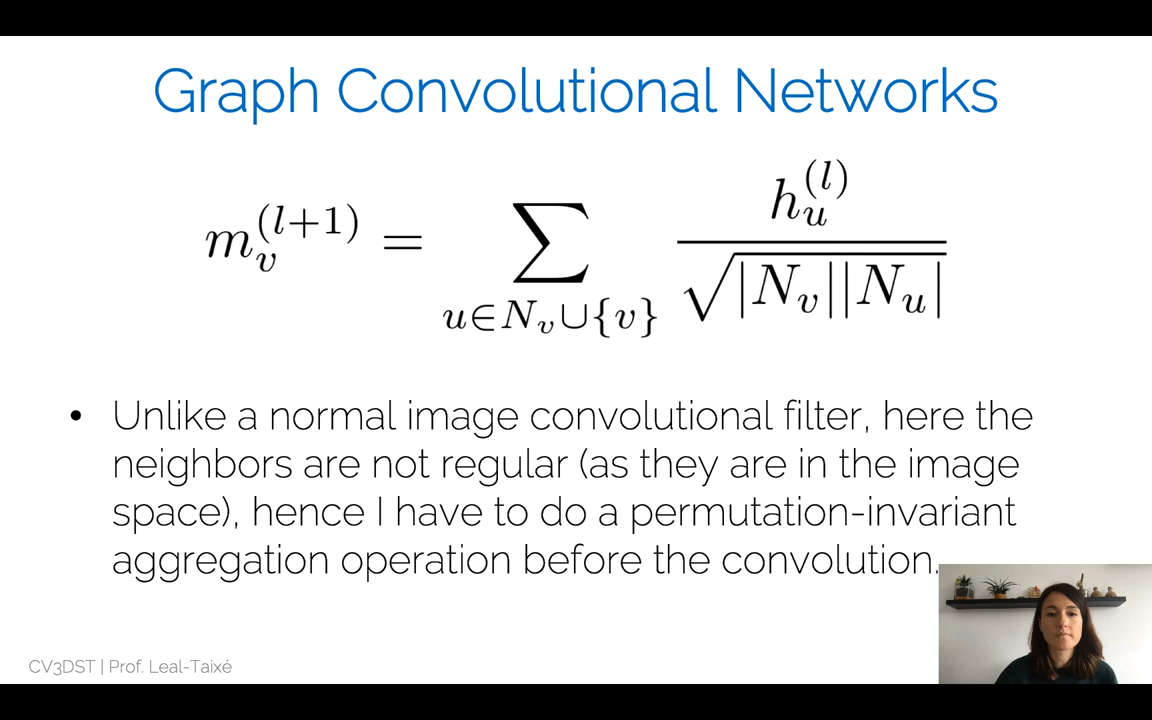 Graph Convolutional Networks
m_v^{(l+1)} = \sum_{u \in N_v \cup \{v\}} \frac{h_u^{(l)}}{\sqrt{|N_v||N_u|}}
• Unlike a normal image convolutional filter, here the
neighbors are not regular (as they are in the image
space), hence I have to do a permutation-invariant
aggregation operation before the convolution.
CV3DST | Prof. Leal-Taixé